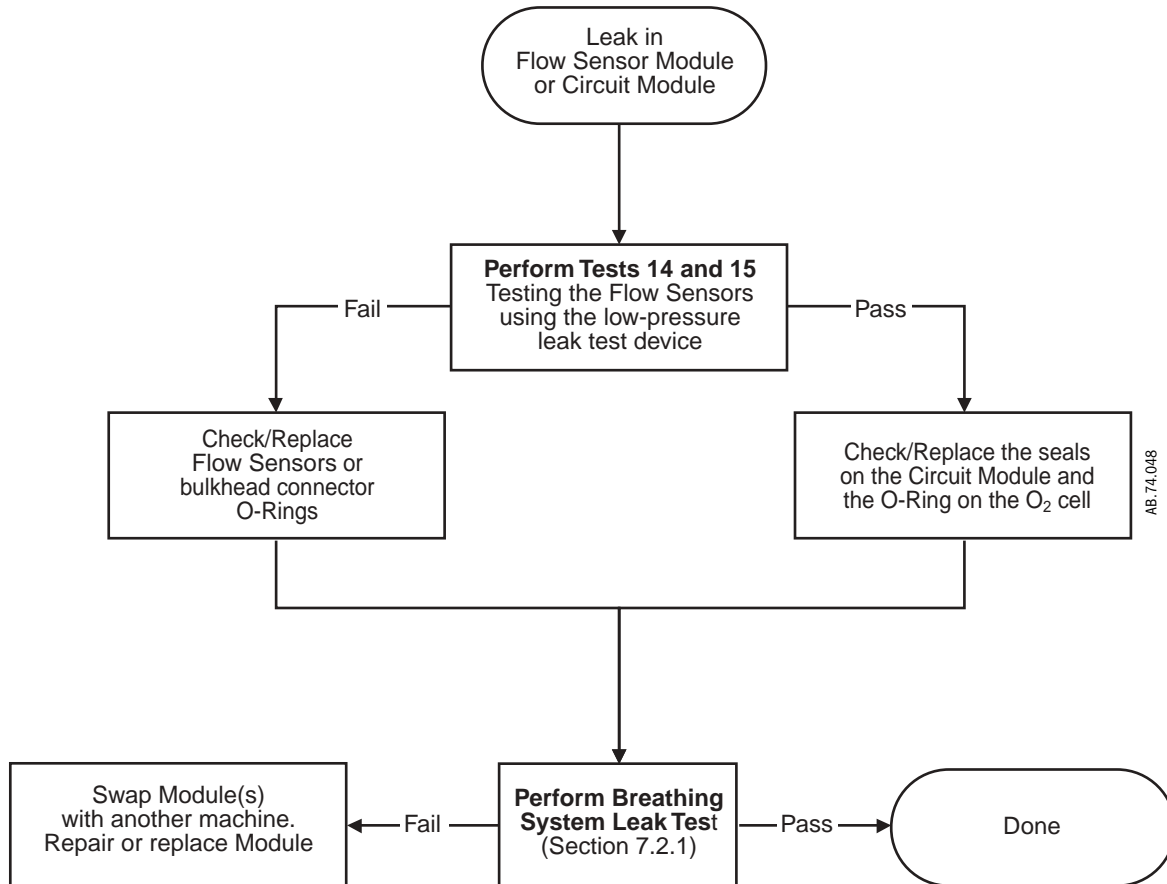 Leak in
Flow Sensor Module
or Circuit Module
Perform Tests 14 and 15
Testing the Flow Sensors
using the low-pressure
leak test device
Fail
Pass
Check/Replace
Flow Sensors or
bulkhead connector
O-Rings
Check/Replace the seals
on the Circuit Module and
the O-Ring on the O₂ cell
AB.74.048
Swap Module(s)
with another machine.
Repair or replace Module
Fail
Perform Breathing
System Leak Test
(Section 7.2.1)
Pass
Done